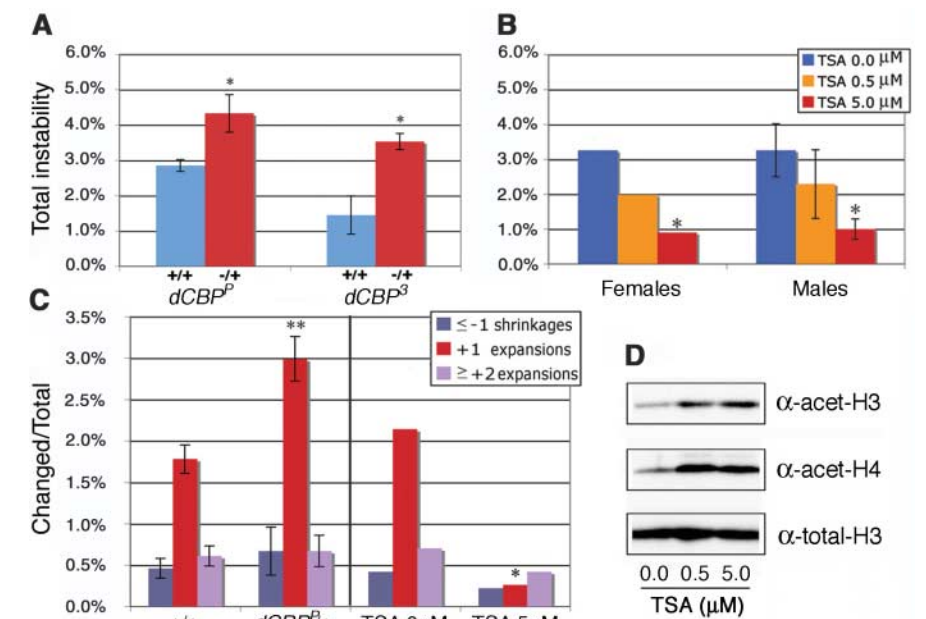 A
6.0%
5.0%
4.0%
3.0%
2.0%
1.0%
0.0%
Total instability
*
*
+/+ -/+ +/+ -/+
dCBPᴾ dCBP³
B
6.0%
5.0%
4.0%
3.0%
2.0%
1.0%
0.0%
TSA 0.0 µM
TSA 0.5 µM
TSA 5.0 µM
*
*
Females Males
C
3.5%
3.0%
2.5%
2.0%
1.5%
1.0%
0.5%
0.0%
Changed/Total
≤ -1 shrinkages
+1 expansions
≥ +2 expansions
**
*
D
α-acet-H3
α-acet-H4
α-total-H3
0.0 0.5 5.0
TSA (µM)